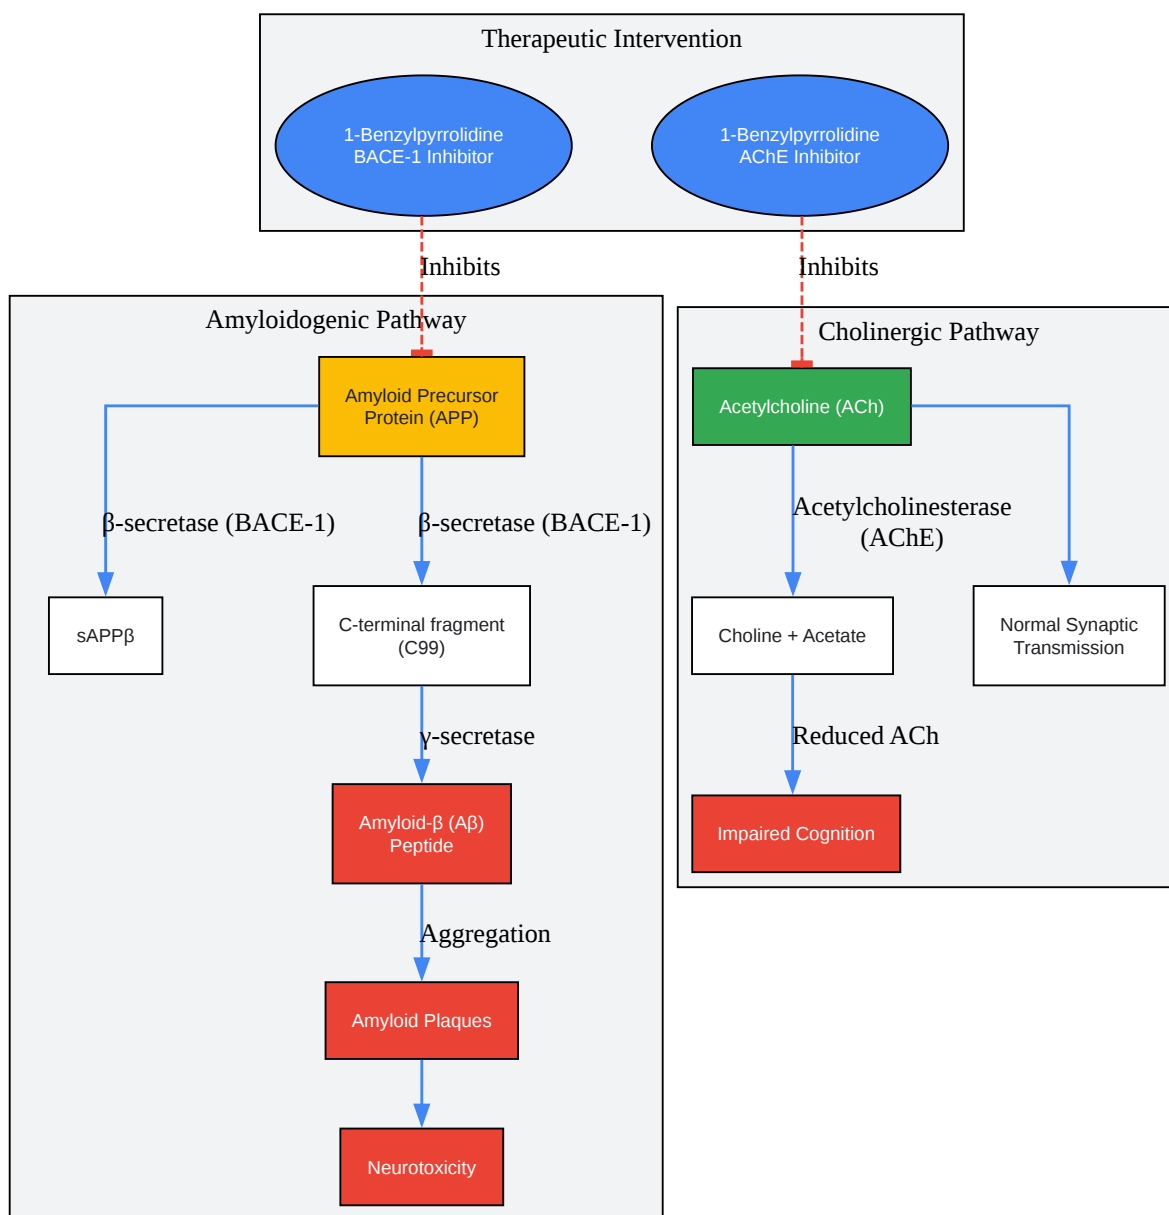 Therapeutic Intervention
1-Benzylpyrrolidine
BACE-1 Inhibitor
1-Benzylpyrrolidine
AChE Inhibitor
Inhibits
Inhibits
Amyloidogenic Pathway
Amyloid Precursor
Protein (APP)
β-secretase (BACE-1)
β-secretase (BACE-1)
sAPPβ
C-terminal fragment
(C99)
γ-secretase
Amyloid-β (Aβ)
Peptide
Aggregation
Amyloid Plaques
Neurotoxicity
Cholinergic Pathway
Acetylcholine (ACh)
Acetylcholinesterase
(AChE)
Choline + Acetate
Normal Synaptic
Transmission
Reduced ACh
Impaired Cognition